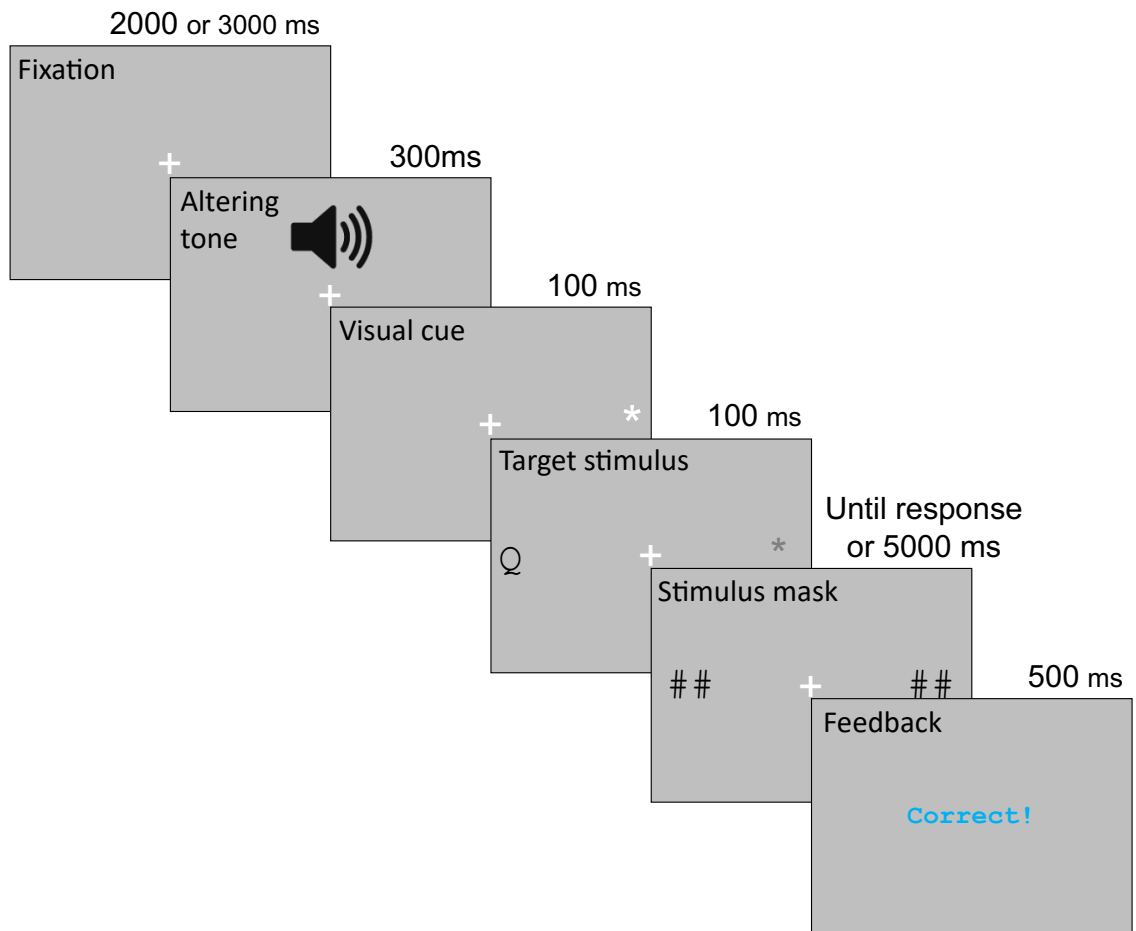 2000 or 3000 ms
Fixation
+
300ms
Altering
tone
+
100 ms
Visual cue
+ *
100 ms
Target stimulus
Q + *
Until response
or 5000 ms
Stimulus mask
## + ##
500 ms
Feedback
Correct!